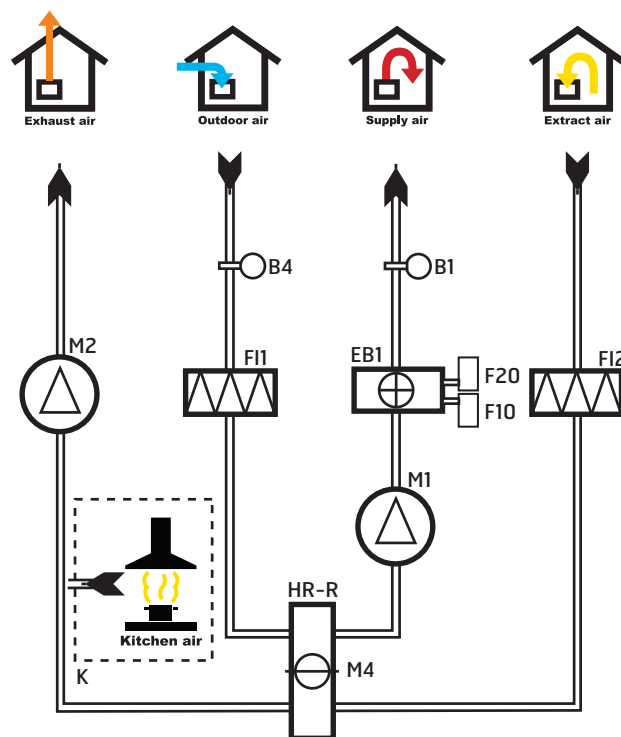 Exhaust air
Outdoor air
Supply air
Extract air
B4
B1
M2
FI1
EB1
F20
F10
FI2
M1
HR-R
Kitchen air
K
M4